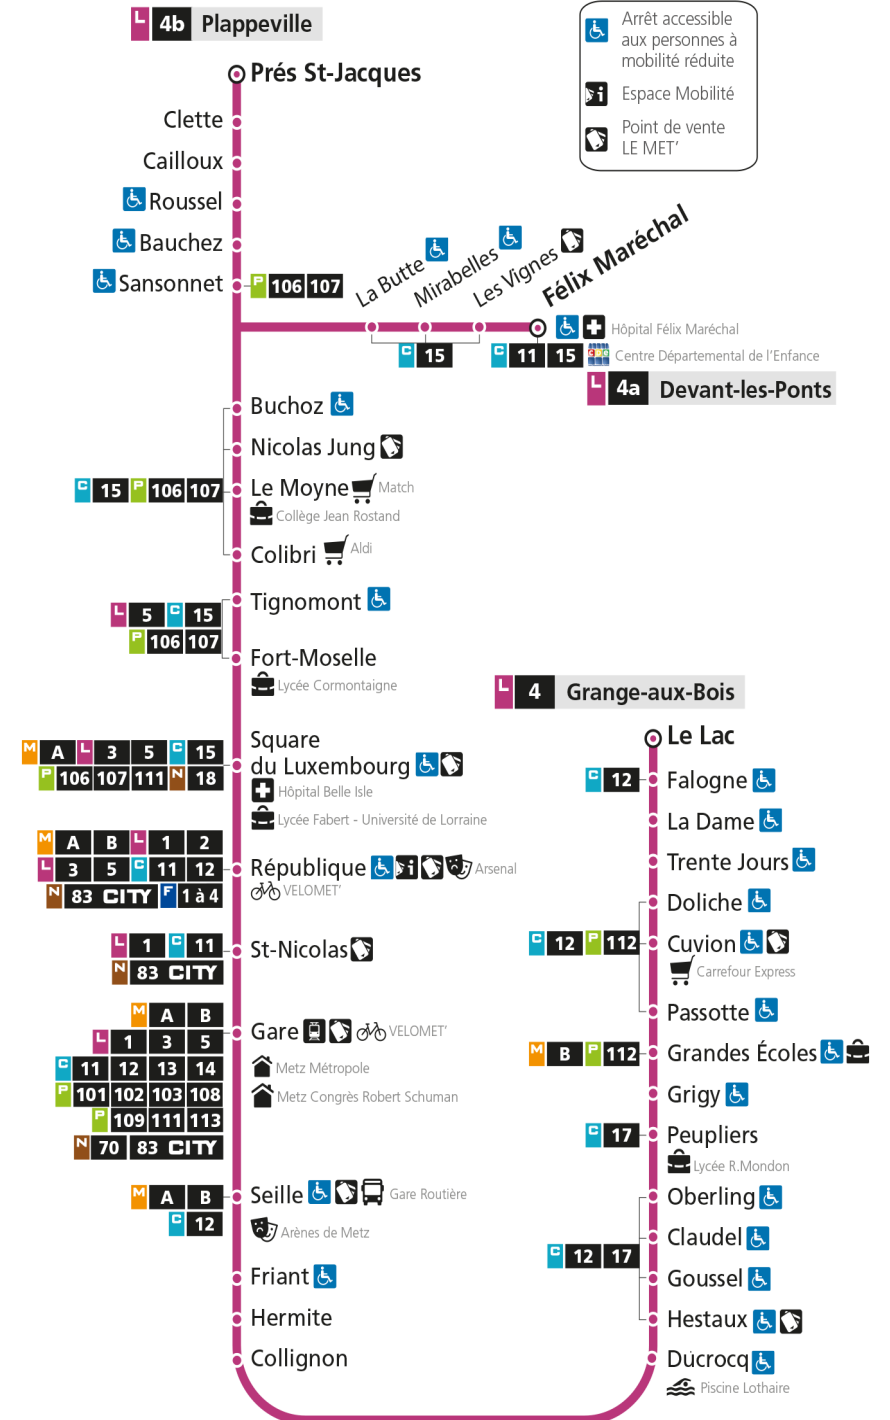 L 4b Plappeville
Arrêt accessible
aux personnes à
mobilité réduite
Espace Mobilité
Point de vente
LE MET'
Prés St-Jacques
Clette
Cailloux
Roussel
Bauchez
Sansonnet
P 106 107
La Butte
Mirabelles
Les Vignes
Félix Maréchal
Hôpital Félix Maréchal
C 15
C 11 15
Centre Départemental de l'Enfance
L 4a Devant-les-Ponts
Buchoz
Nicolas Jung
C 15 P 106 107
Le Moyne
Match
Collège Jean Rostand
Colibri
Aldi
Tignomont
L 5 C 15
P 106 107
Fort-Moselle
Lycée Cormontaigne
Square
du Luxembourg
M A L 3 5 C 15
P 106 107 111 N 18
Hôpital Belle Isle
Lycée Fabert - Université de Lorraine
M A B L 1 2
L 3 5 C 11 12
N 83 CITY F 1 à 4
République
Arsenal
VELOMET'
L 1 C 11
N 83 CITY
St-Nicolas
M A B
L 1 3 5
C 11 12 13 14
P 101 102 103 108
P 109 111 113
N 70 83 CITY
Gare
VELOMET'
Metz Métropole
Metz Congrès Robert Schuman
M A B
C 12
Seille
Gare Routière
Arènes de Metz
Friant
Hermite
Collignon
L 4 Grange-aux-Bois
Le Lac
C 12
Falogne
La Dame
Trente Jours
Doliche
C 12 P 112
Cuvion
Carrefour Express
Passotte
M B P 112
Grandes Écoles
Grigy
C 17
Peupliers
Lycée R.Mondon
Oberling
Claudel
C 12 17
Goussel
Hestaux
Ducrocq
Piscine Lothaire